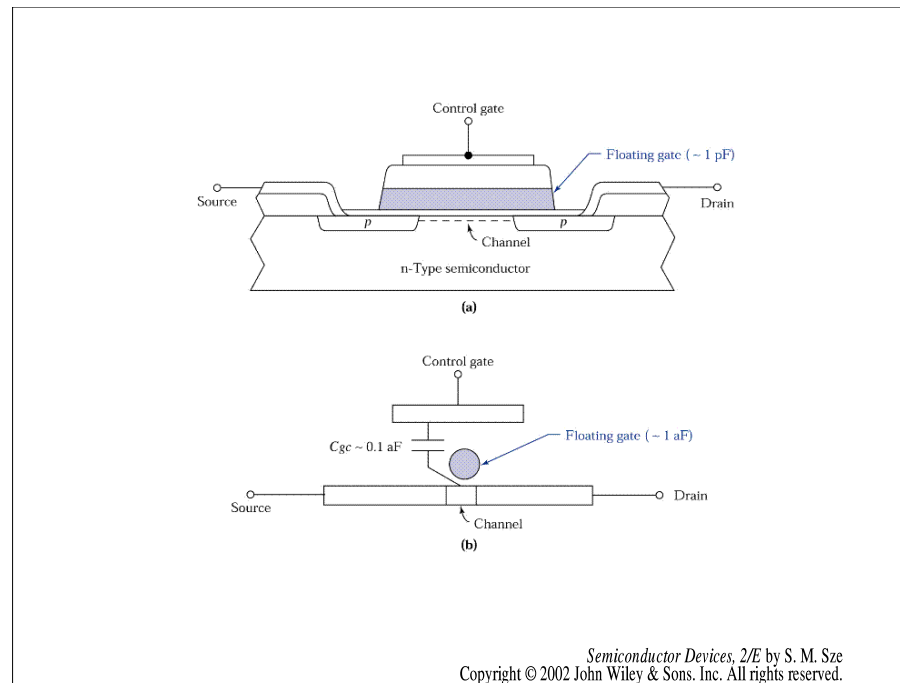 Control gate
Floating gate (~ 1 pF)
Source
Drain
p
p
Channel
n-Type semiconductor
(a)
Control gate
Cgc ~ 0.1 aF
Floating gate (~ 1 aF)
Source
Drain
Channel
(b)
Semiconductor Devices, 2/E by S. M. Sze
Copyright © 2002 John Wiley & Sons. Inc. All rights reserved.